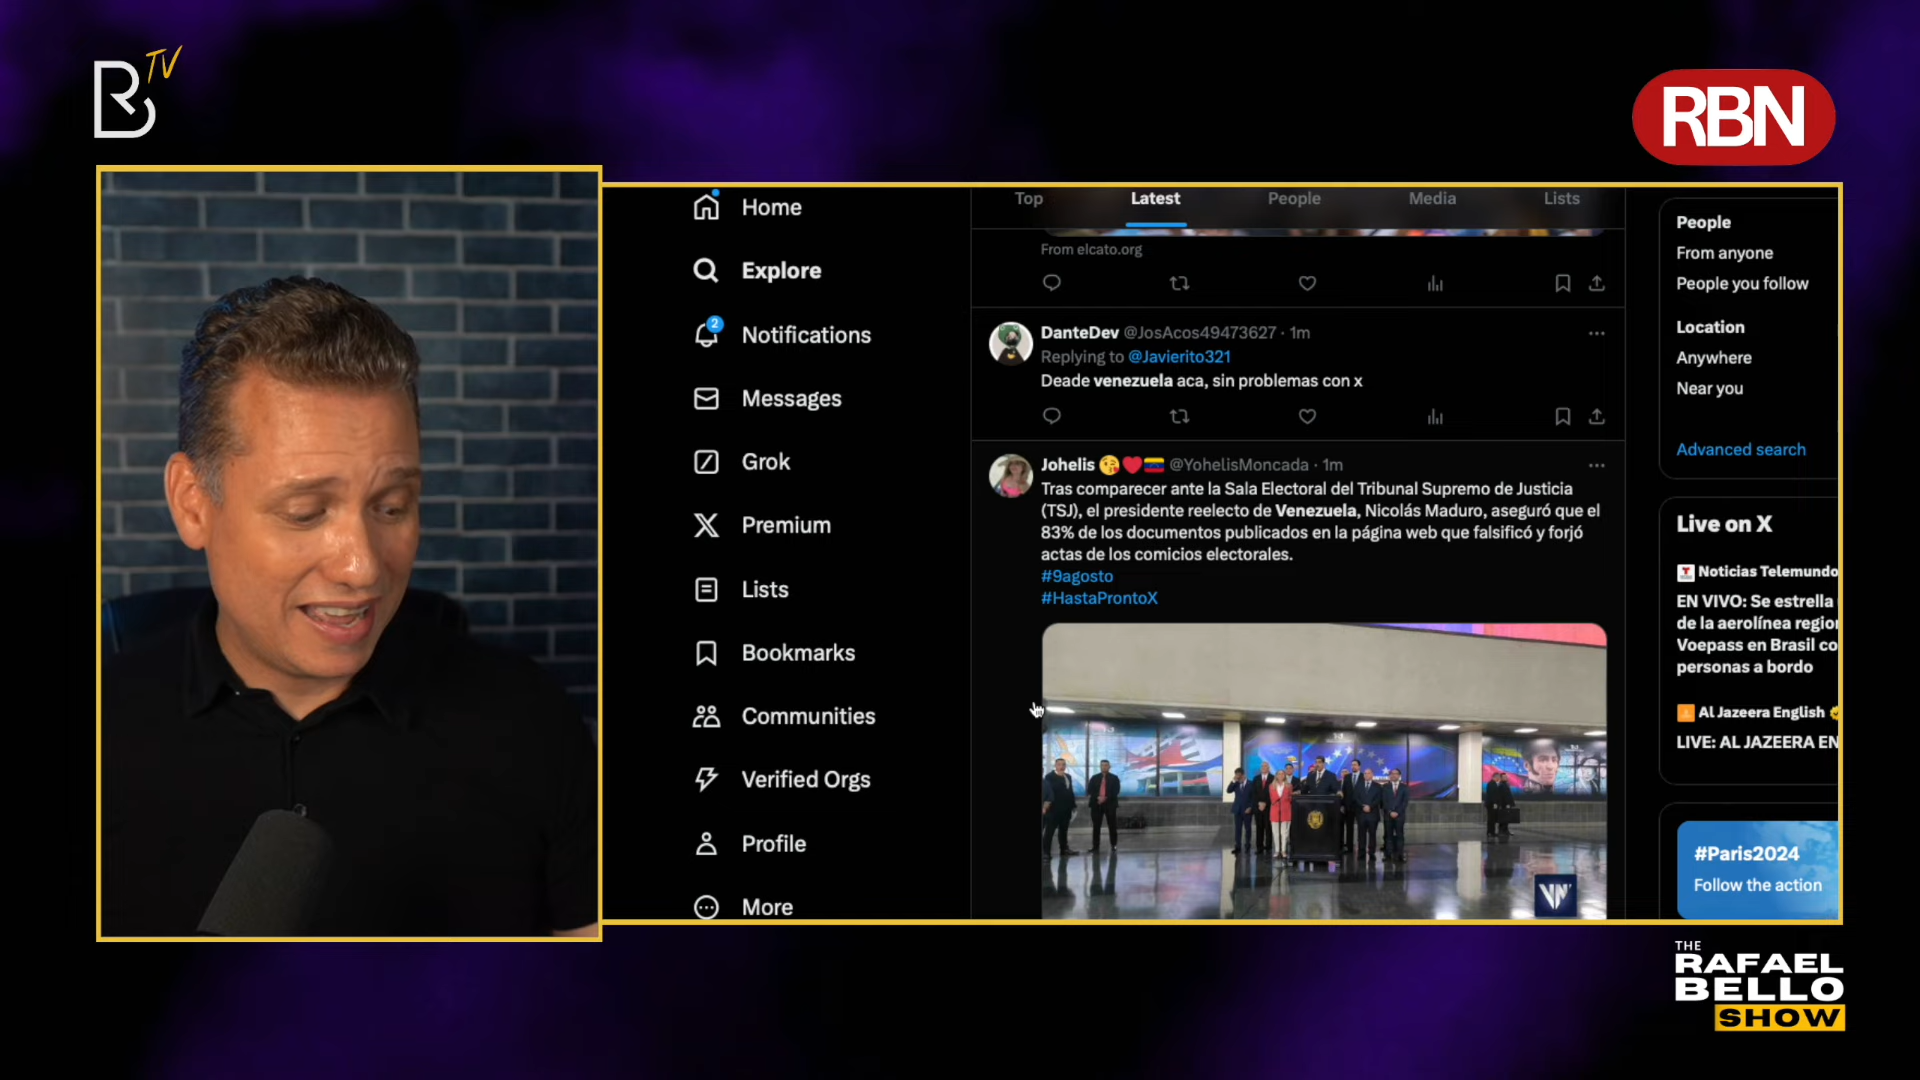 B TV
RBN
Home
Explore
2
Notifications
Messages
Grok
Premium
Lists
Bookmarks
Communities
Verified Orgs
Profile
More
Top
Latest
People
Media
Lists
From elcato.org
DanteDev @JosAcos49473627 · 1m
Replying to @Javierito321
Deade venezuela aca, sin problemas con x
Johelis 😘❤️🇻🇪 @YohelisMoncada · 1m
Tras comparecer ante la Sala Electoral del Tribunal Supremo de Justicia
(TSJ), el presidente reelecto de Venezuela, Nicolás Maduro, aseguró que el
83% de los documentos publicados en la página web que falsificó y forjó
actas de los comicios electorales.
#9agosto
#HastaProntoX
VN
People
From anyone
People you follow
Location
Anywhere
Near you
Advanced search
Live on X
Noticias Telemundo
EN VIVO: Se estrella
de la aerolínea regio
Voepass en Brasil co
personas a bordo
Al Jazeera English
LIVE: AL JAZEERA EN
#Paris2024
Follow the action
THE
RAFAEL
BELLO
SHOW